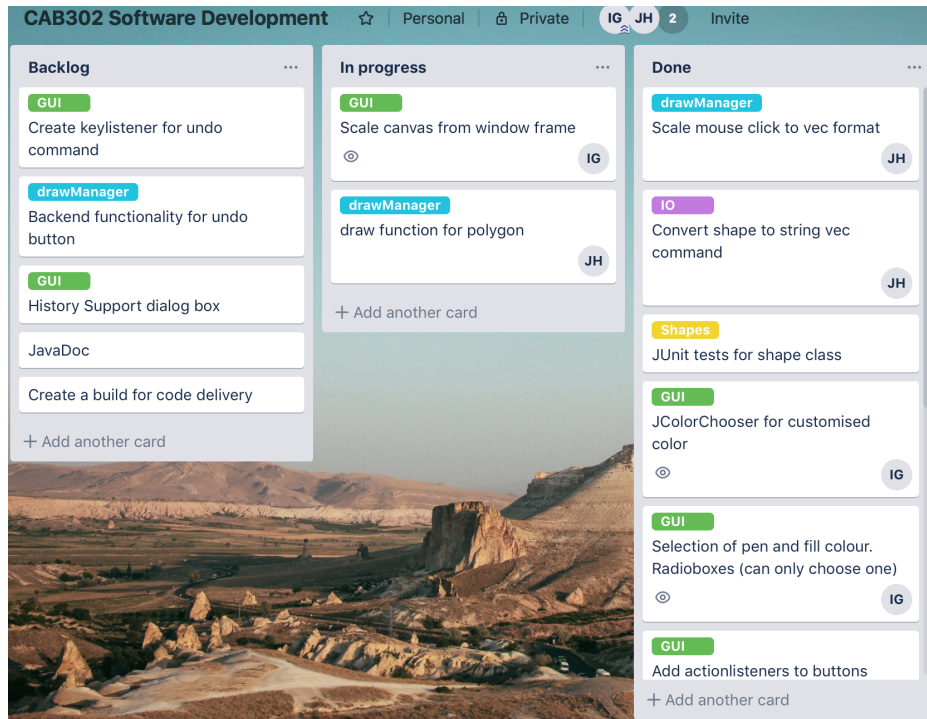 CAB302 Software Development Personal Private IG JH 2 Invite
Backlog ...
GUI
Create keylistener for undo
command
drawManager
Backend functionality for undo
button
GUI
History Support dialog box
JavaDoc
Create a build for code delivery
+ Add another card
In progress ...
GUI
Scale canvas from window frame
IG
drawManager
draw function for polygon
JH
+ Add another card
Done ...
drawManager
Scale mouse click to vec format
JH
IO
Convert shape to string vec
command
JH
Shapes
JUnit tests for shape class
GUI
JColorChooser for customised
color
IG
GUI
Selection of pen and fill colour.
Radioboxes (can only choose one)
IG
GUI
Add actionlisteners to buttons
+ Add another card